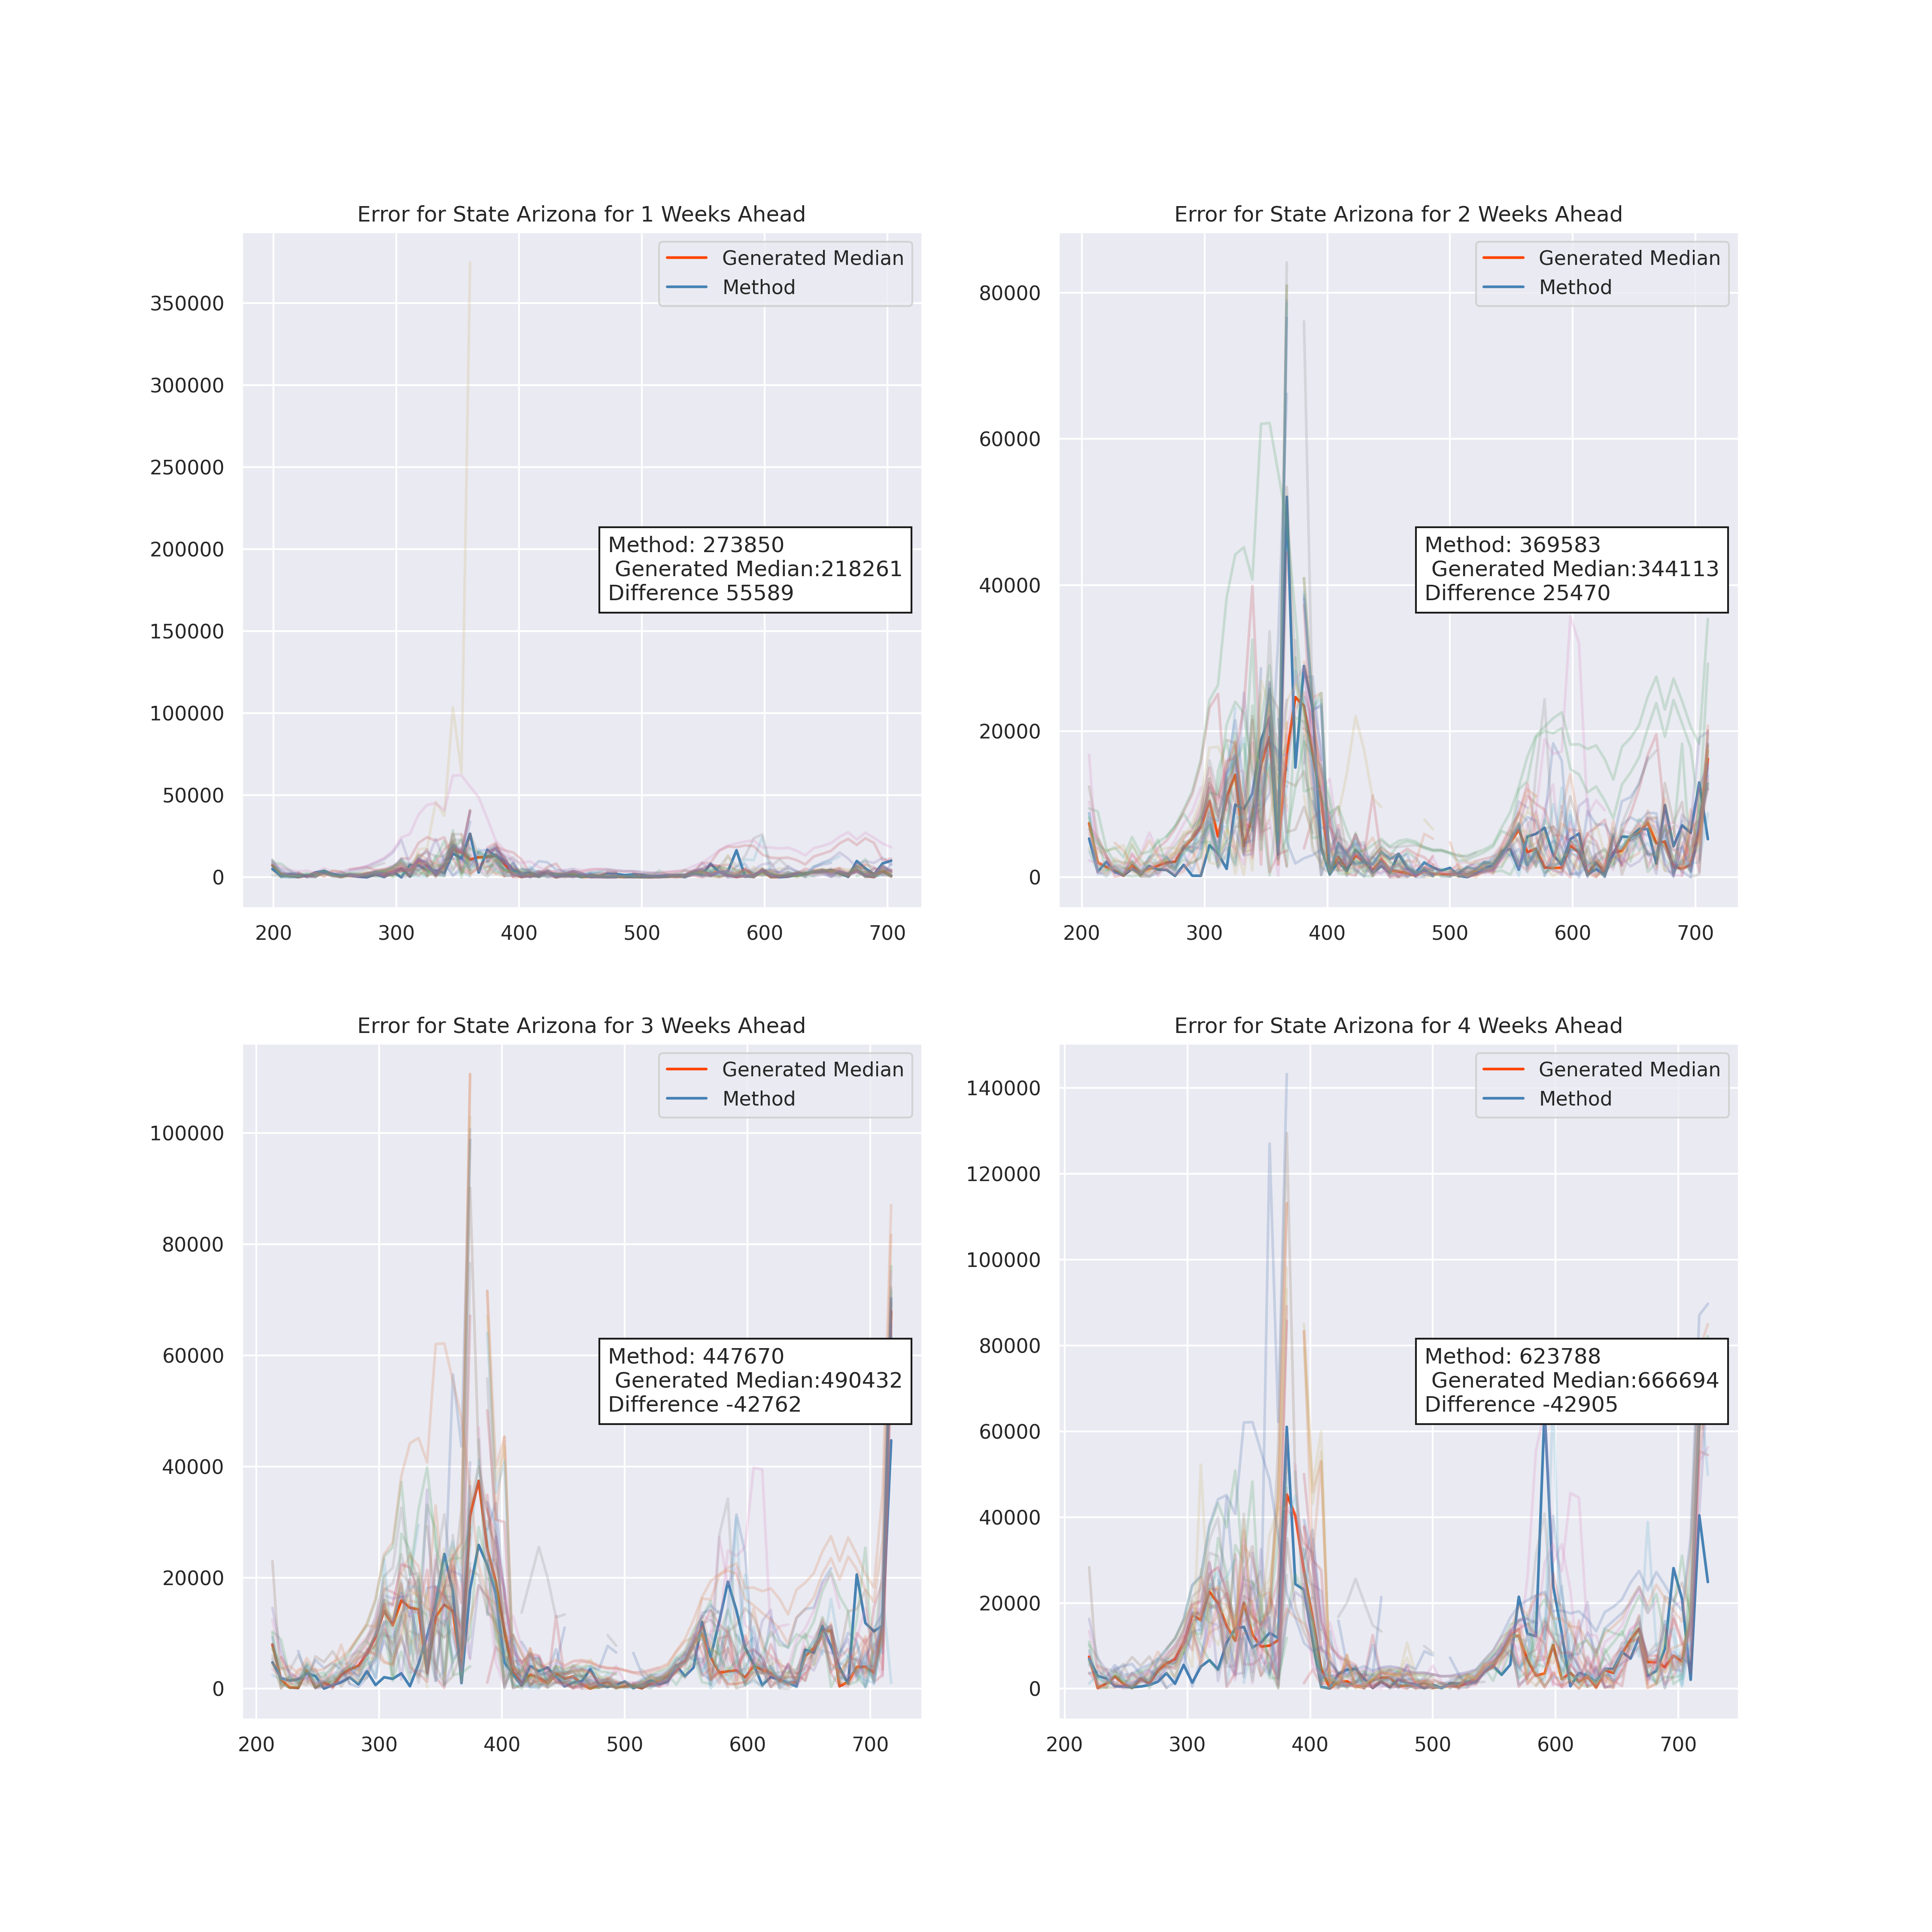 Error for State Arizona for 1 Weeks Ahead
Generated Median
Method
350000
300000
250000
200000
150000
100000
50000
0
Method: 273850
Generated Median:218261
Difference 55589
200 300 400 500 600 700
Error for State Arizona for 2 Weeks Ahead
Generated Median
Method
80000
60000
40000
20000
0
Method: 369583
Generated Median:344113
Difference 25470
200 300 400 500 600 700
Error for State Arizona for 3 Weeks Ahead
Generated Median
Method
100000
80000
60000
40000
20000
0
Method: 447670
Generated Median:490432
Difference -42762
200 300 400 500 600 700
Error for State Arizona for 4 Weeks Ahead
Generated Median
Method
140000
120000
100000
80000
60000
40000
20000
0
Method: 623788
Generated Median:666694
Difference -42905
200 300 400 500 600 700